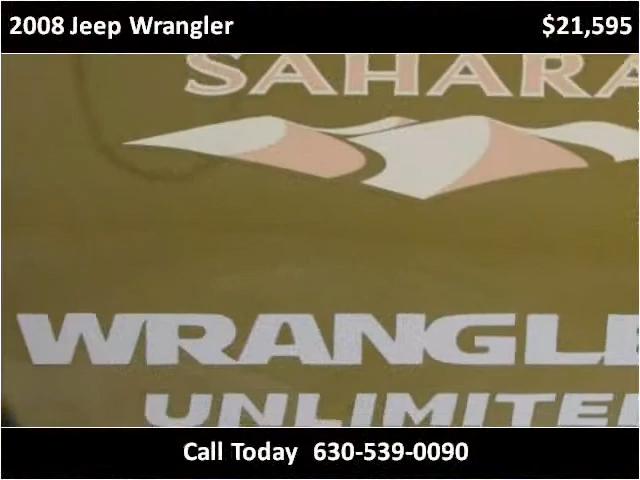 2008 Jeep Wrangler $21,595
SAHARA
WRANGLE
UNLIMITE
Call Today 630-539-0090